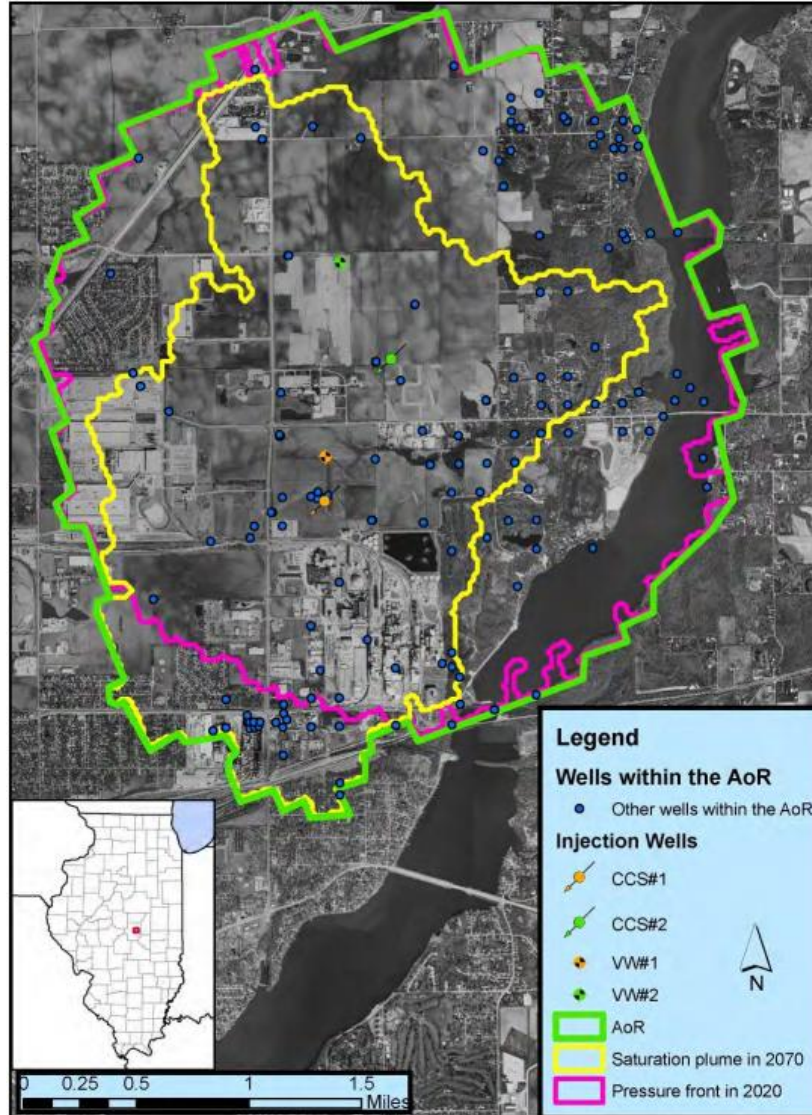 Legend
Wells within the AoR
Other wells within the AoR
Injection Wells
CCS#1
CCS#2
VW#1
VW#2
N
AoR
Saturation plume in 2070
Pressure front in 2020
0 0.25 0.5 1 1.5
Miles